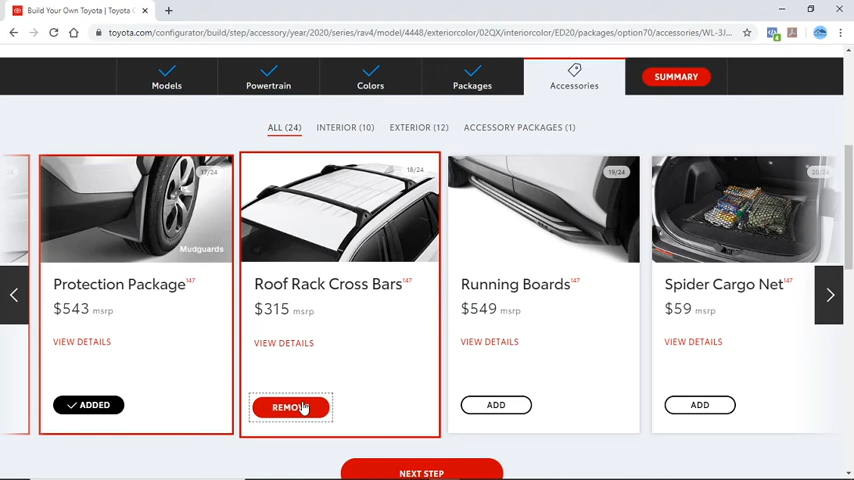 Build Your Own Toyota | Toyota.c
toyota.com/configurator/build/step/accessory/year/2020/series/rav4/model/4448/exteriorcolor/02QX/interiorcolor/ED20/packages/option70/accessories/WL-3J...
4
Models
Powertrain
Colors
Packages
Accessories
SUMMARY
ALL (24)
INTERIOR (10)
EXTERIOR (12)
ACCESSORY PACKAGES (1)
17/24
Mudguards
Protection Package147
$543 msrp
VIEW DETAILS
ADDED
18/24
Roof Rack Cross Bars147
$315 msrp
VIEW DETAILS
REMOVE
19/24
Running Boards147
$549 msrp
VIEW DETAILS
ADD
20/24
Spider Cargo Net147
$59 msrp
VIEW DETAILS
ADD
NEXT STEP